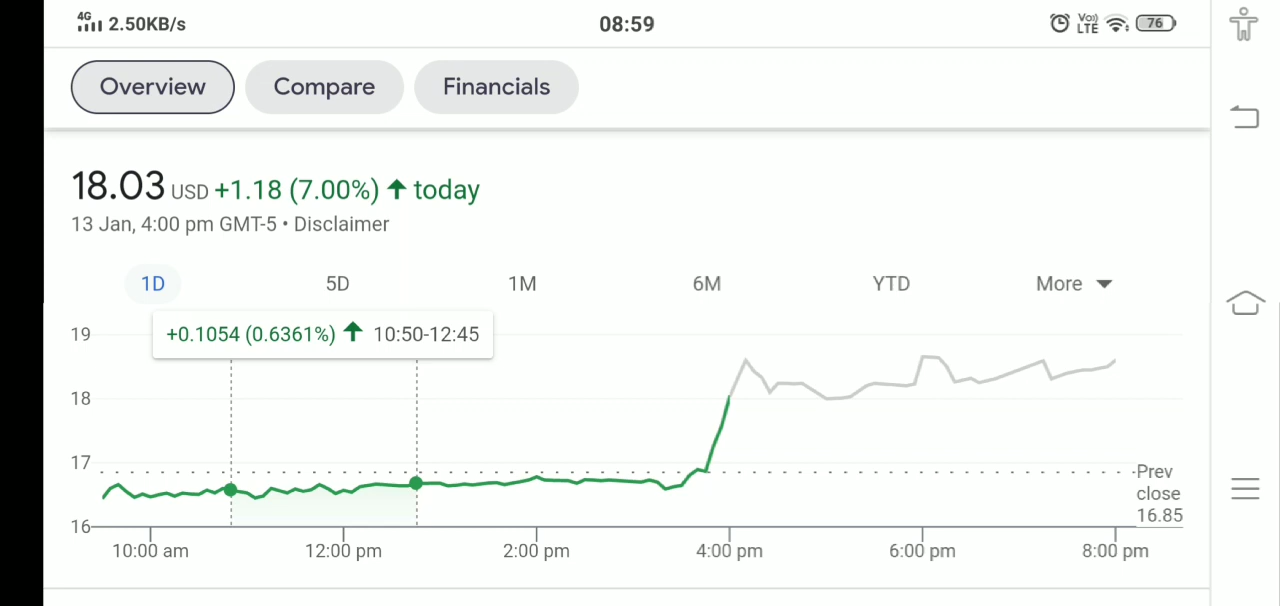 4G 2.50KB/s 08:59 Vo) LTE 76
Overview Compare Financials
18.03 USD +1.18 (7.00%) ↑ today
13 Jan, 4:00 pm GMT-5 • Disclaimer
1D 5D 1M 6M YTD More
+0.1054 (0.6361%) ↑ 10:50-12:45
19
18
17
16
Prev
close
16.85
10:00 am 12:00 pm 2:00 pm 4:00 pm 6:00 pm 8:00 pm